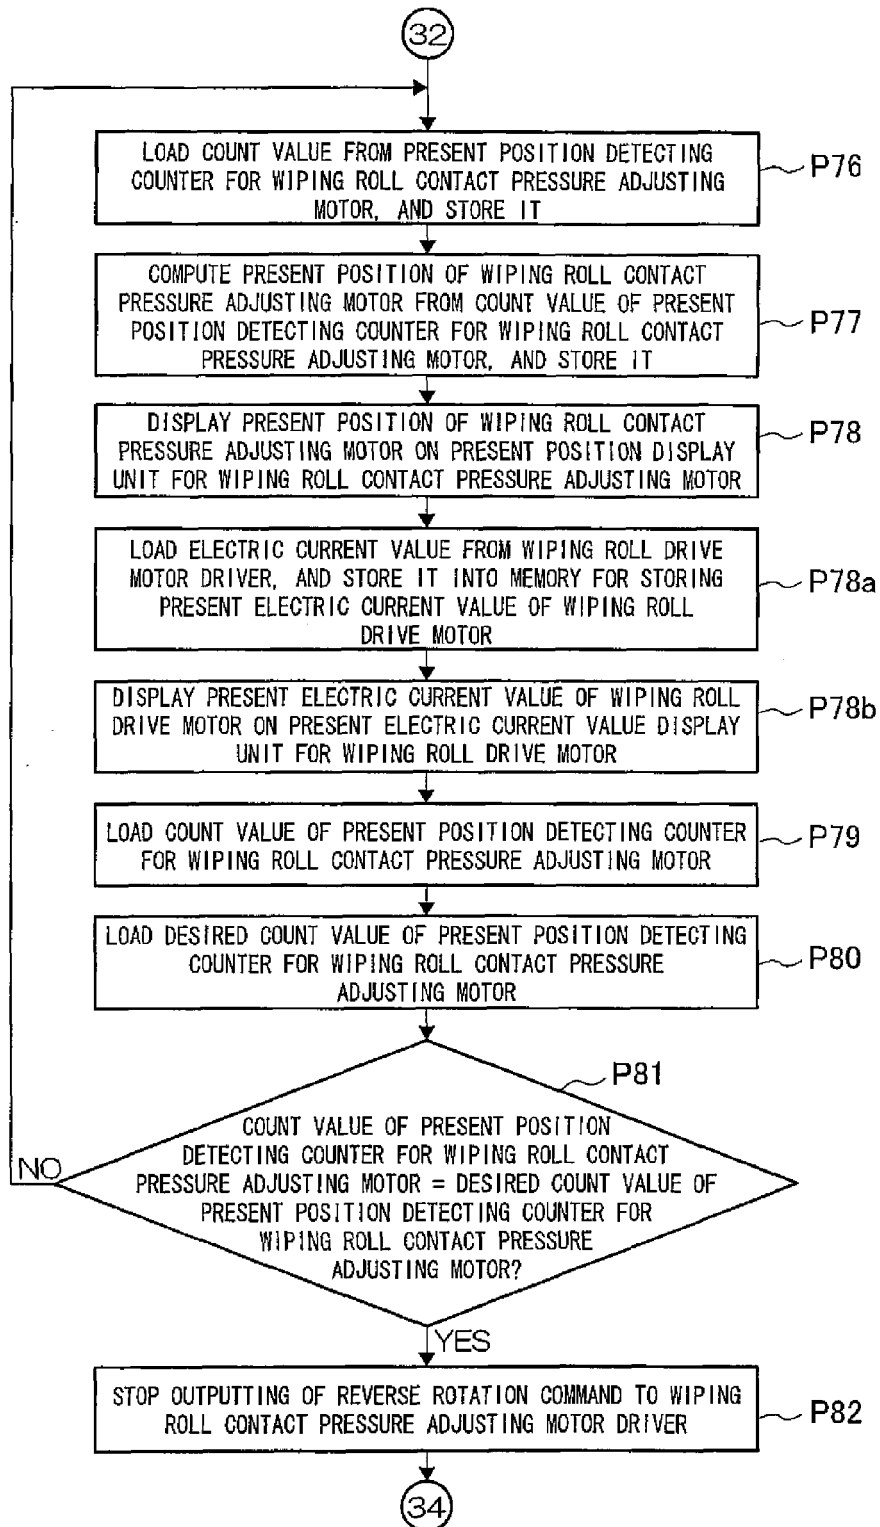 32
LOAD COUNT VALUE FROM PRESENT POSITION DETECTING
COUNTER FOR WIPING ROLL CONTACT PRESSURE ADJUSTING
MOTOR, AND STORE IT
P76
COMPUTE PRESENT POSITION OF WIPING ROLL CONTACT
PRESSURE ADJUSTING MOTOR FROM COUNT VALUE OF PRESENT
POSITION DETECTING COUNTER FOR WIPING ROLL CONTACT
PRESSURE ADJUSTING MOTOR, AND STORE IT
P77
DISPLAY PRESENT POSITION OF WIPING ROLL CONTACT
PRESSURE ADJUSTING MOTOR ON PRESENT POSITION DISPLAY
UNIT FOR WIPING ROLL CONTACT PRESSURE ADJUSTING MOTOR
P78
LOAD ELECTRIC CURRENT VALUE FROM WIPING ROLL DRIVE
MOTOR DRIVER, AND STORE IT INTO MEMORY FOR STORING
PRESENT ELECTRIC CURRENT VALUE OF WIPING ROLL
DRIVE MOTOR
P78a
DISPLAY PRESENT ELECTRIC CURRENT VALUE OF WIPING ROLL
DRIVE MOTOR ON PRESENT ELECTRIC CURRENT VALUE DISPLAY
UNIT FOR WIPING ROLL DRIVE MOTOR
P78b
LOAD COUNT VALUE OF PRESENT POSITION DETECTING COUNTER
FOR WIPING ROLL CONTACT PRESSURE ADJUSTING MOTOR
P79
LOAD DESIRED COUNT VALUE OF PRESENT POSITION DETECTING
COUNTER FOR WIPING ROLL CONTACT PRESSURE
ADJUSTING MOTOR
P80
P81
COUNT VALUE OF PRESENT POSITION
DETECTING COUNTER FOR WIPING ROLL CONTACT
PRESSURE ADJUSTING MOTOR = DESIRED COUNT VALUE OF
PRESENT POSITION DETECTING COUNTER FOR
WIPING ROLL CONTACT PRESSURE
ADJUSTING MOTOR?
NO
YES
STOP OUTPUTTING OF REVERSE ROTATION COMMAND TO WIPING
ROLL CONTACT PRESSURE ADJUSTING MOTOR DRIVER
P82
34